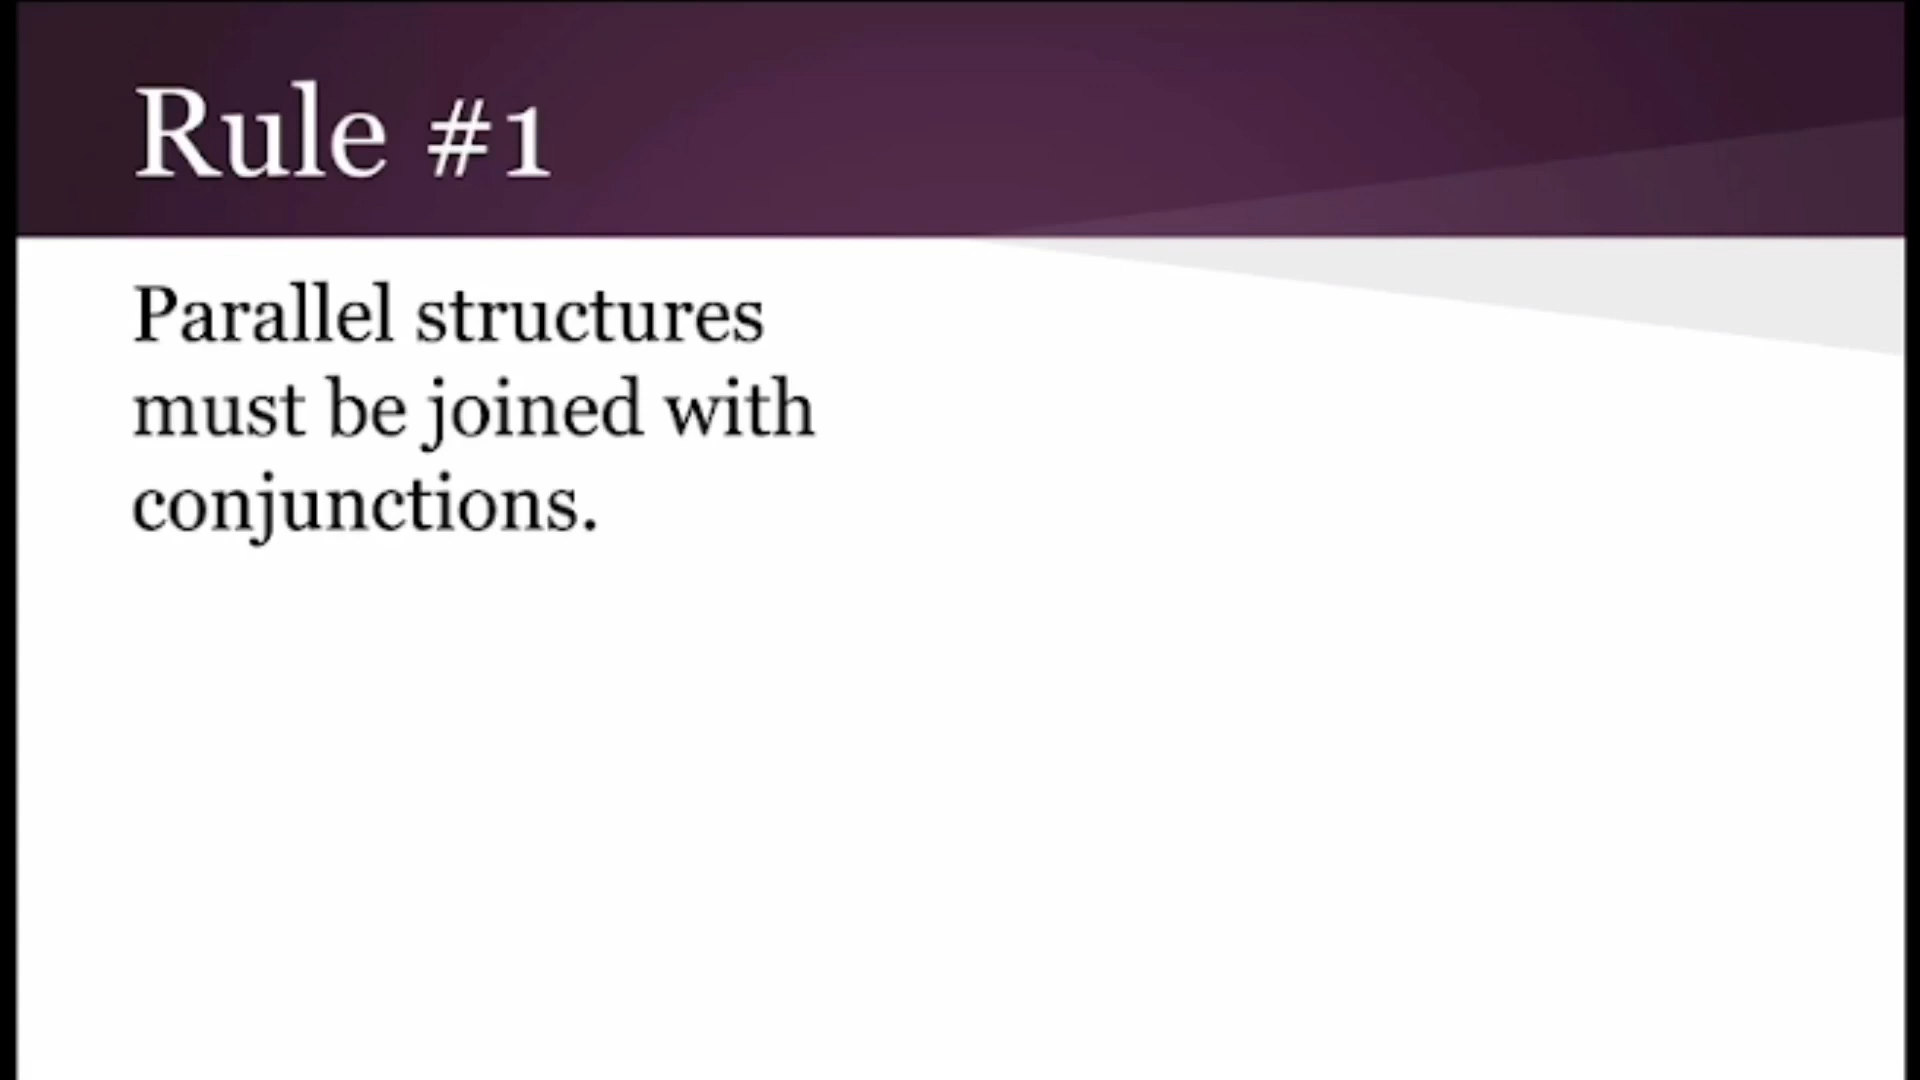 Rule #1
Parallel structures
must be joined with
conjunctions.